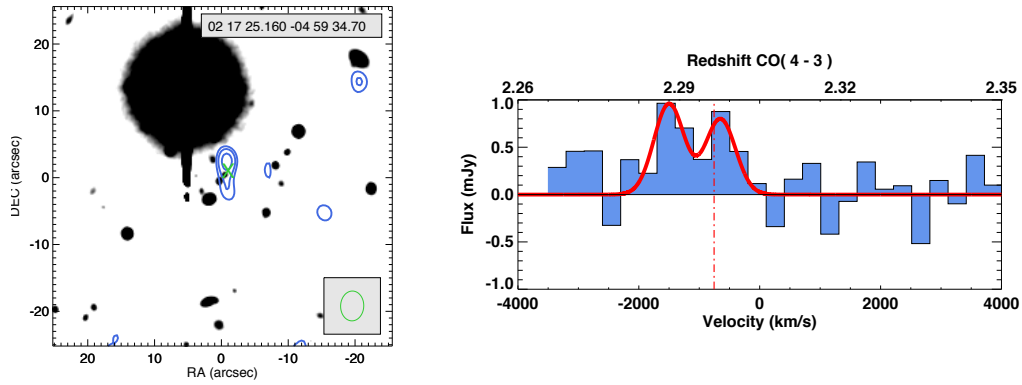 02 17 25.160 -04 59 34.70
20
10
0
-10
-20
DEC (arcsec)
20 10 0 -10 -20
RA (arcsec)
Redshift CO( 4 - 3 )
2.26 2.29 2.32 2.35
1.0
0.5
0.0
-0.5
-1.0
Flux (mJy)
-4000 -2000 0 2000 4000
Velocity (km/s)